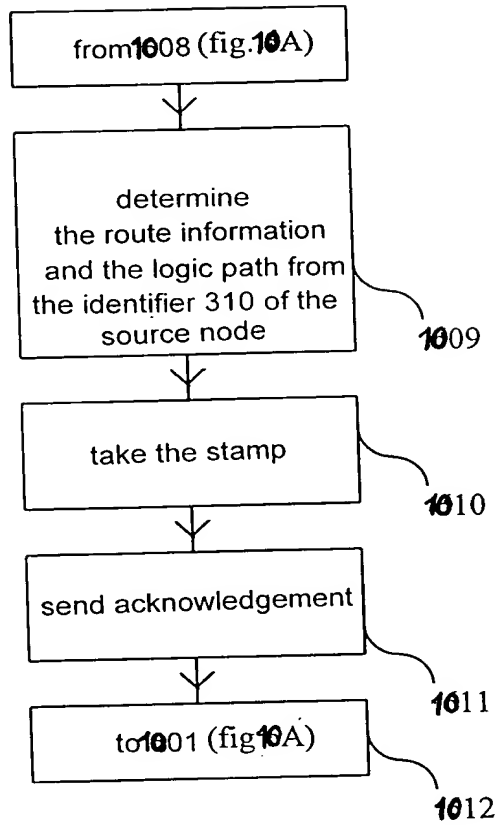 from 1008 (fig.10A)
determine
the route information
and the logic path from
the identifier 310 of the
source node
1009
take the stamp
1010
send acknowledgement
1011
to 1001 (fig 10A)
1012